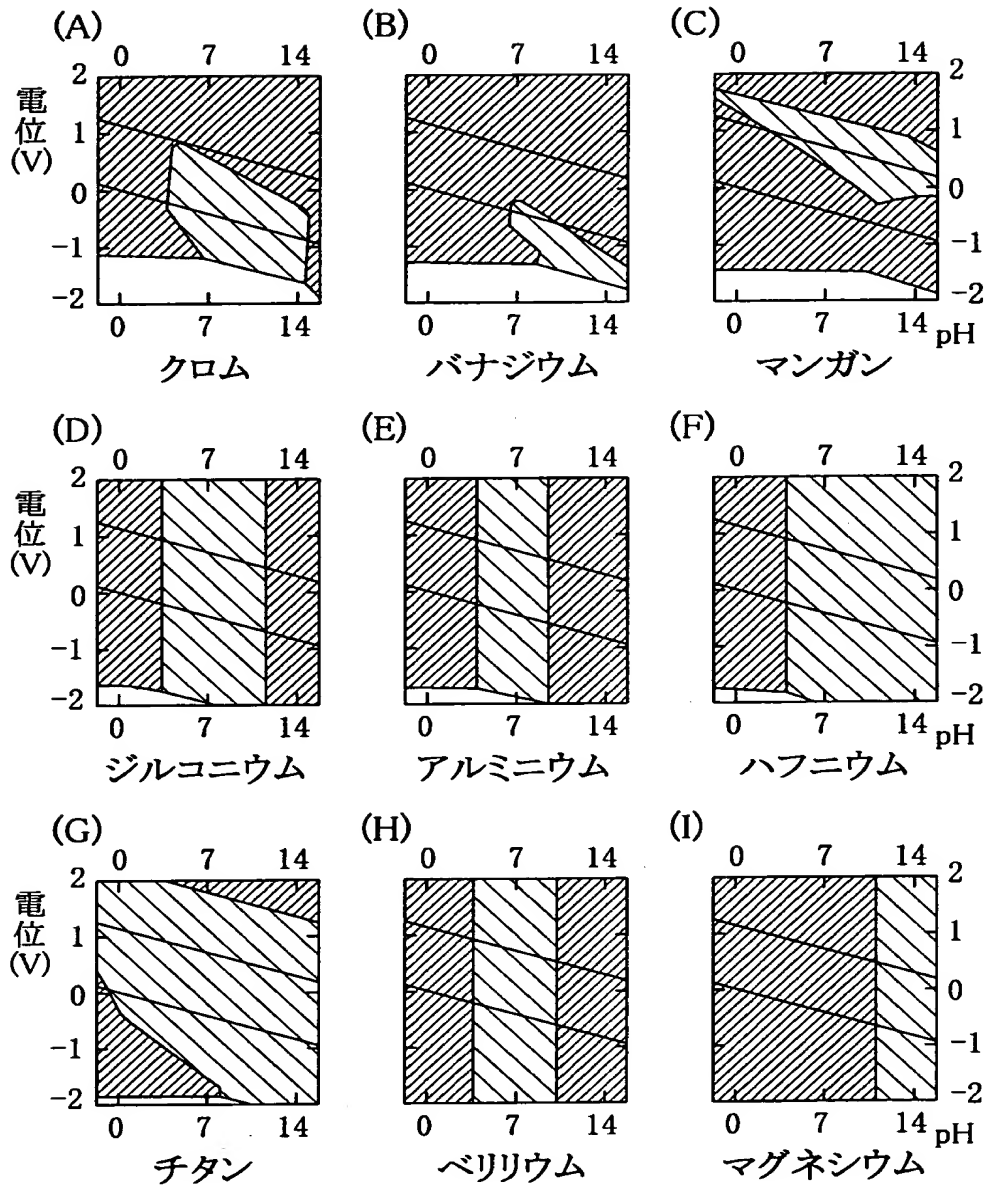 (A) (B) (C)
0 7 14 0 7 14 0 7 14
電位(V)
2 1 0 −1 −2
2 1 0 −1 −2
0 7 14 0 7 14 0 7 14 pH
クロム バナジウム マンガン
(D) (E) (F)
0 7 14 0 7 14 0 7 14
電位(V)
2 1 0 −1 −2
2 1 0 −1 −2
0 7 14 0 7 14 0 7 14 pH
ジルコニウム アルミニウム ハフニウム
(G) (H) (I)
0 7 14 0 7 14 0 7 14
電位(V)
2 1 0 −1 −2
2 1 0 −1 −2
0 7 14 0 7 14 0 7 14 pH
チタン ベリリウム マグネシウム